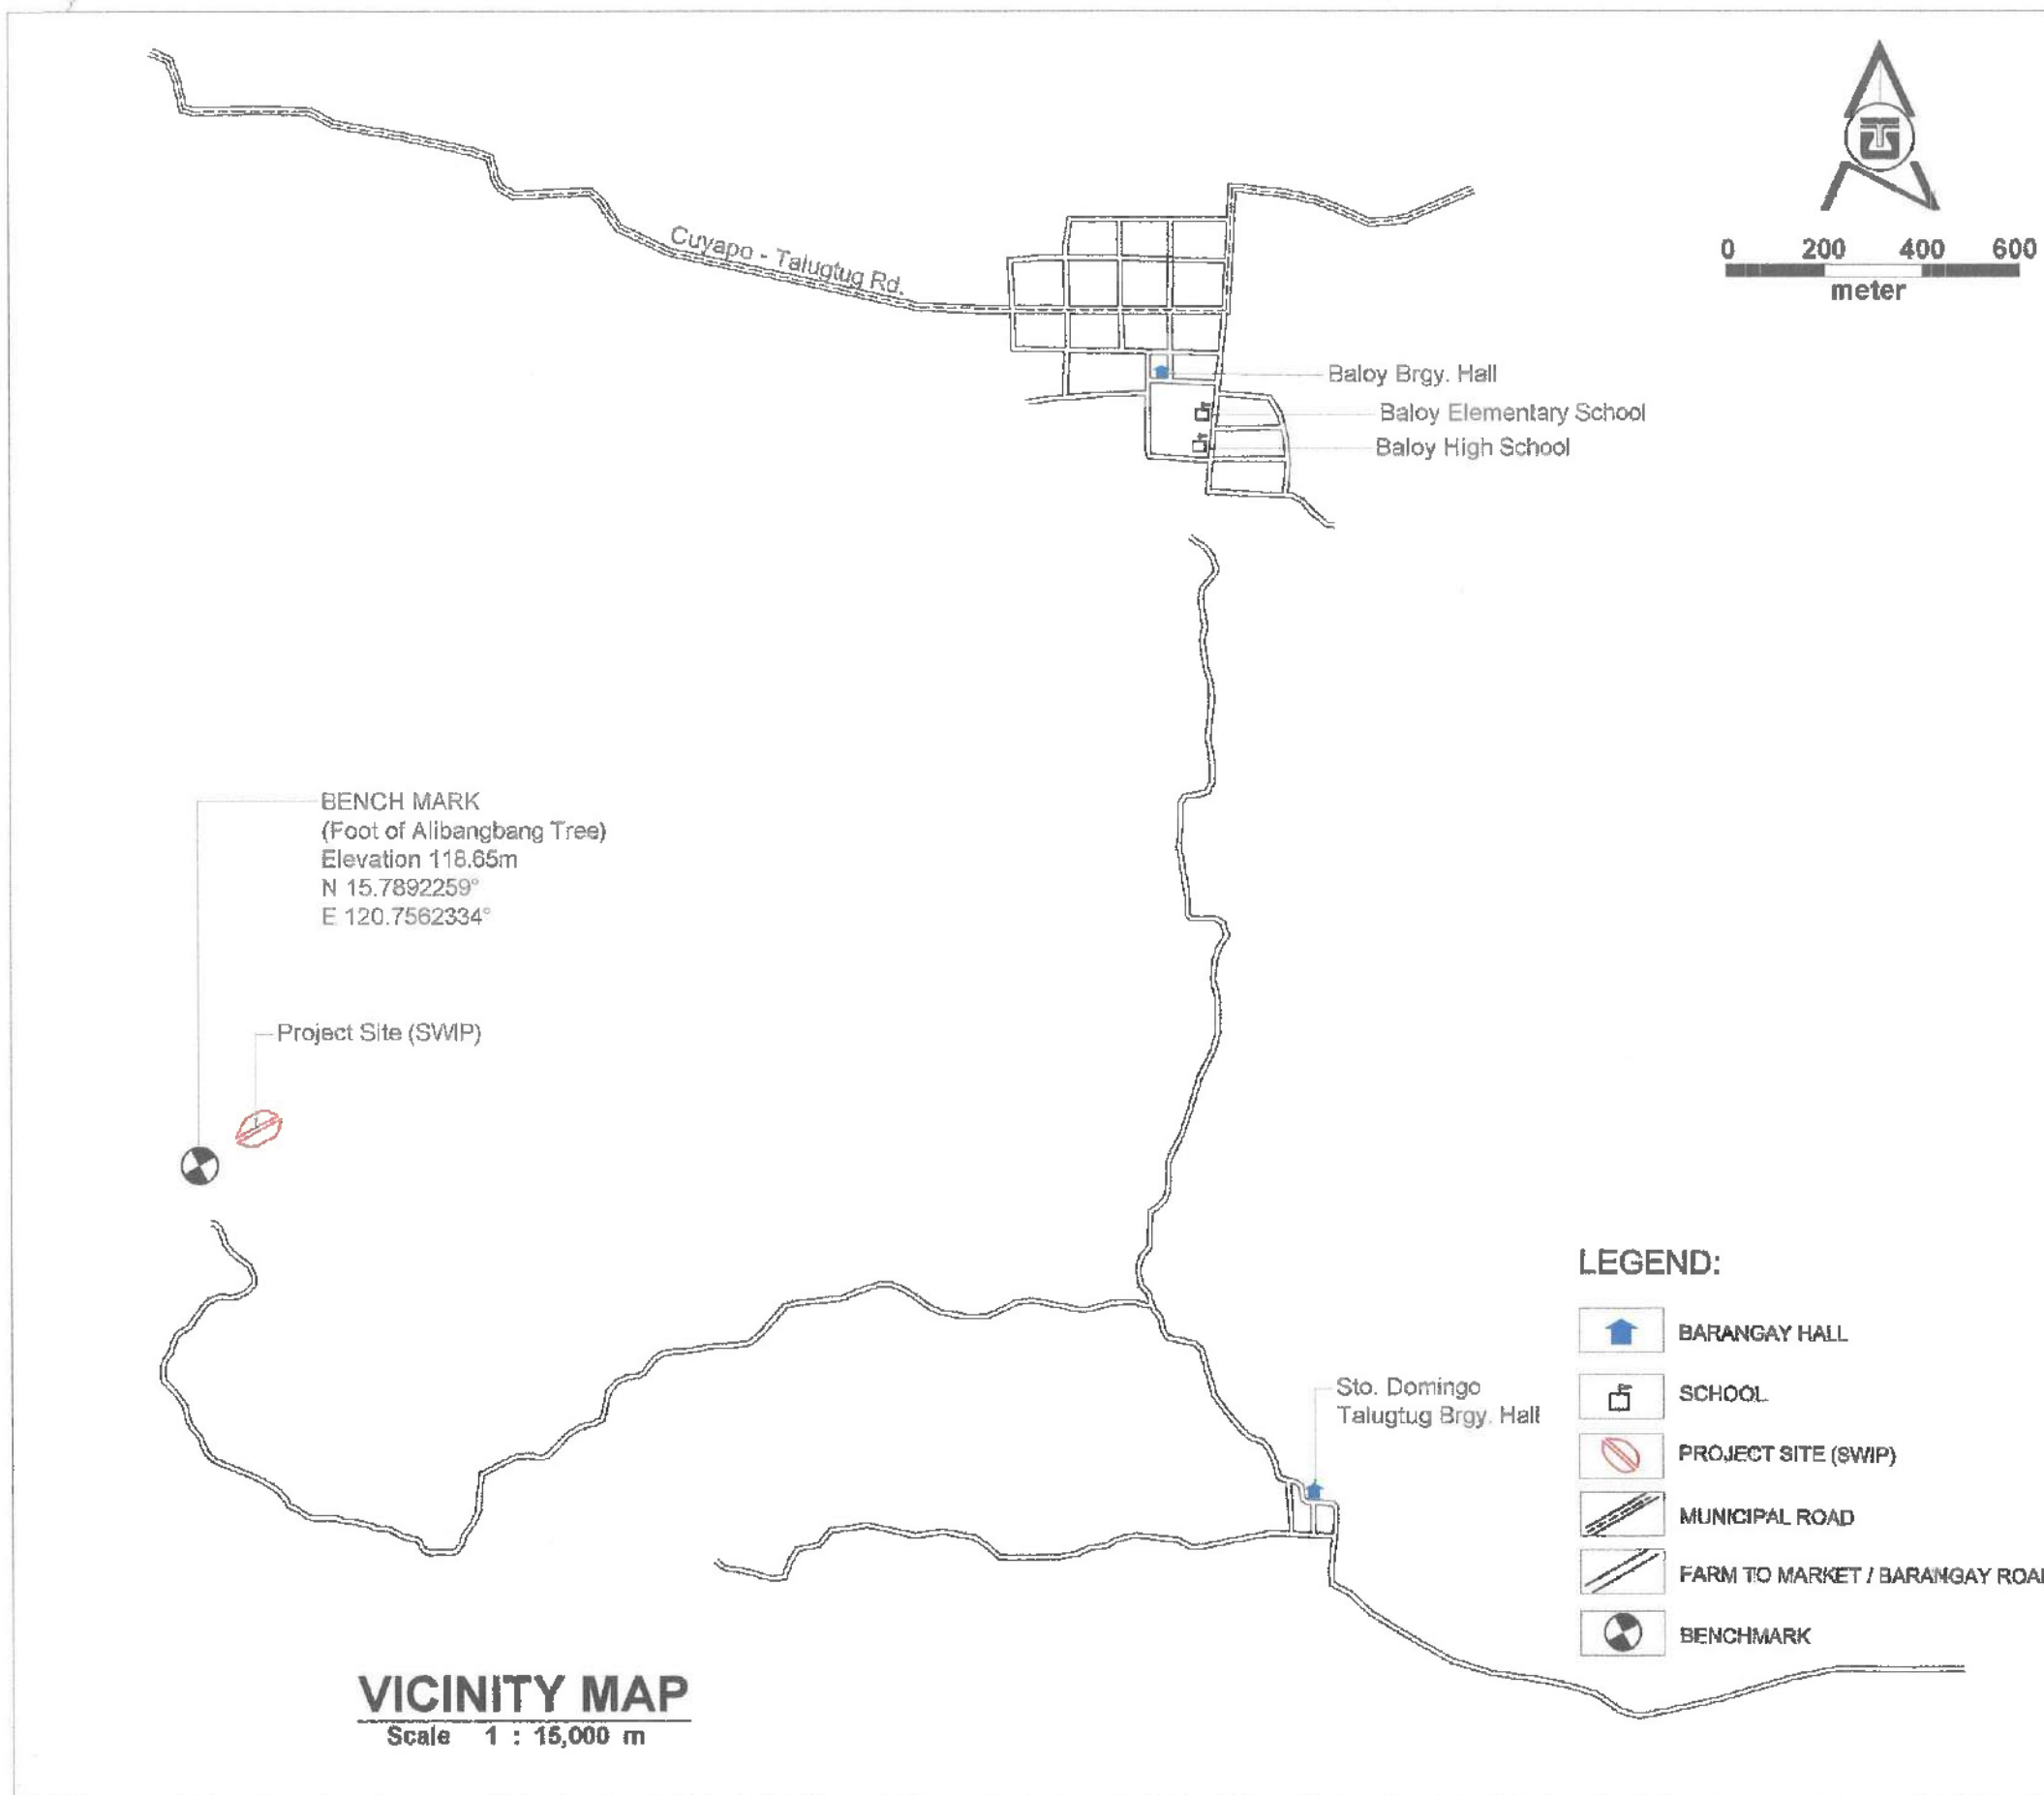 Cuyapo - Talugtug Rd.
0 200 400 600
meter
Baloy Brgy. Hall
Baloy Elementary School
Baloy High School
BENCH MARK
(Foot of Alibangbang Tree)
Elevation 118.65m
N 15.7892259°
E 120.7562334°
Project Site (SWIP)
Sto. Domingo
Talugtug Brgy. Hall
LEGEND:
BARANGAY HALL
SCHOOL
PROJECT SITE (SWIP)
MUNICIPAL ROAD
FARM TO MARKET / BARANGAY ROAD
BENCHMARK
VICINITY MAP
Scale 1 : 15,000 m